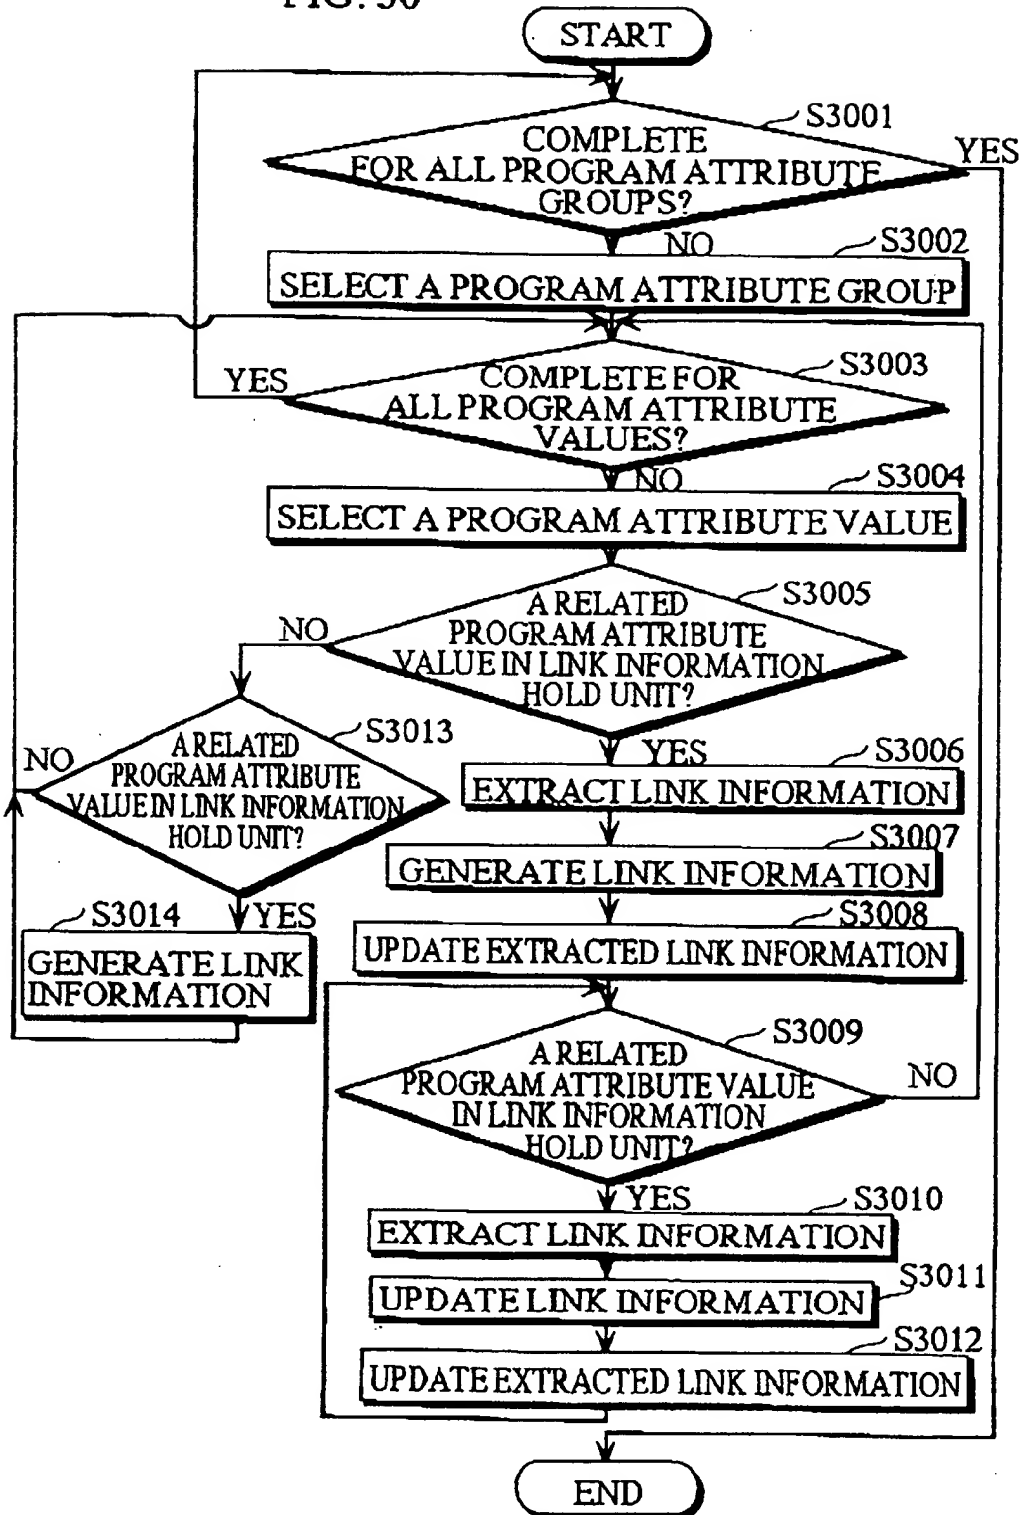 FIG. 30
START
S3001
COMPLETE
FOR ALL PROGRAM ATTRIBUTE
GROUPS?
YES
NO
S3002
SELECT A PROGRAM ATTRIBUTE GROUP
S3003
COMPLETE FOR
ALL PROGRAM ATTRIBUTE
VALUES?
YES
NO
S3004
SELECT A PROGRAM ATTRIBUTE VALUE
S3005
A RELATED
PROGRAM ATTRIBUTE
VALUE IN LINK INFORMATION
HOLD UNIT?
NO
YES
S3013
A RELATED
PROGRAM ATTRIBUTE
VALUE IN LINK INFORMATION
HOLD UNIT?
NO
YES
S3014
GENERATE LINK
INFORMATION
S3006
EXTRACT LINK INFORMATION
S3007
GENERATE LINK INFORMATION
S3008
UPDATE EXTRACTED LINK INFORMATION
S3009
A RELATED
PROGRAM ATTRIBUTE VALUE
IN LINK INFORMATION
HOLD UNIT?
NO
YES
S3010
EXTRACT LINK INFORMATION
S3011
UPDATE LINK INFORMATION
S3012
UPDATE EXTRACTED LINK INFORMATION
END